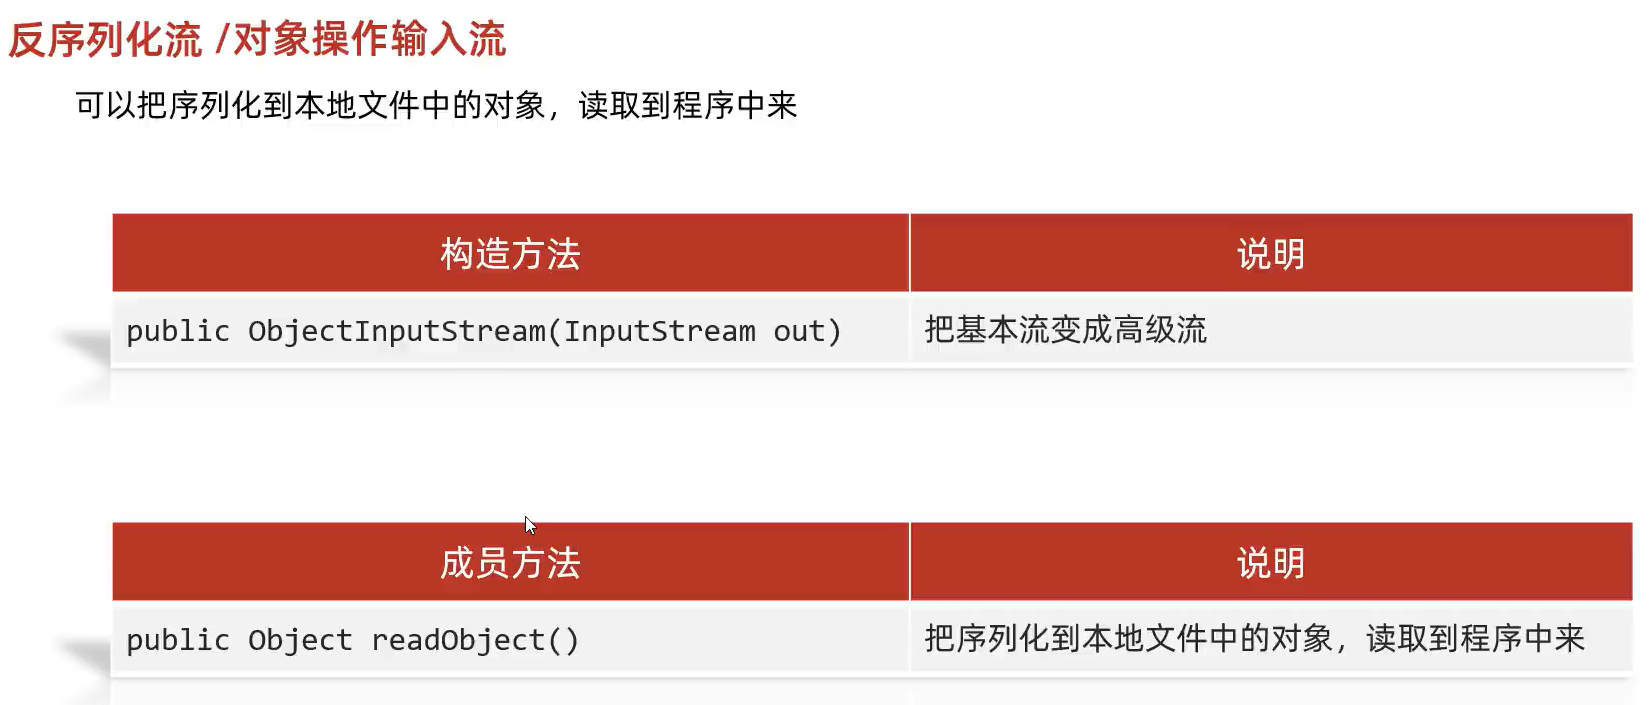 反序列化流 /对象操作输入流
可以把序列化到本地文件中的对象，读取到程序中来
构造方法 说明
public ObjectInputStream(InputStream out) 把基本流变成高级流
成员方法 说明
public Object readObject() 把序列化到本地文件中的对象，读取到程序中来